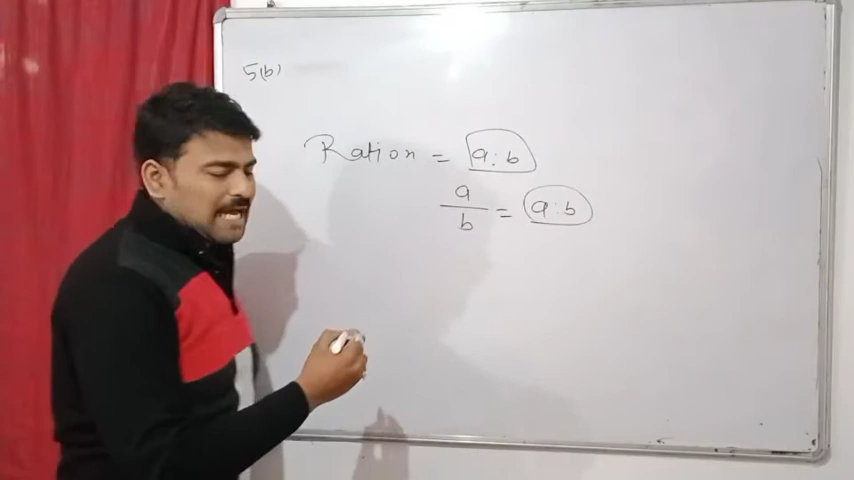 5(b)
Ration = a:b
a/b = a:b